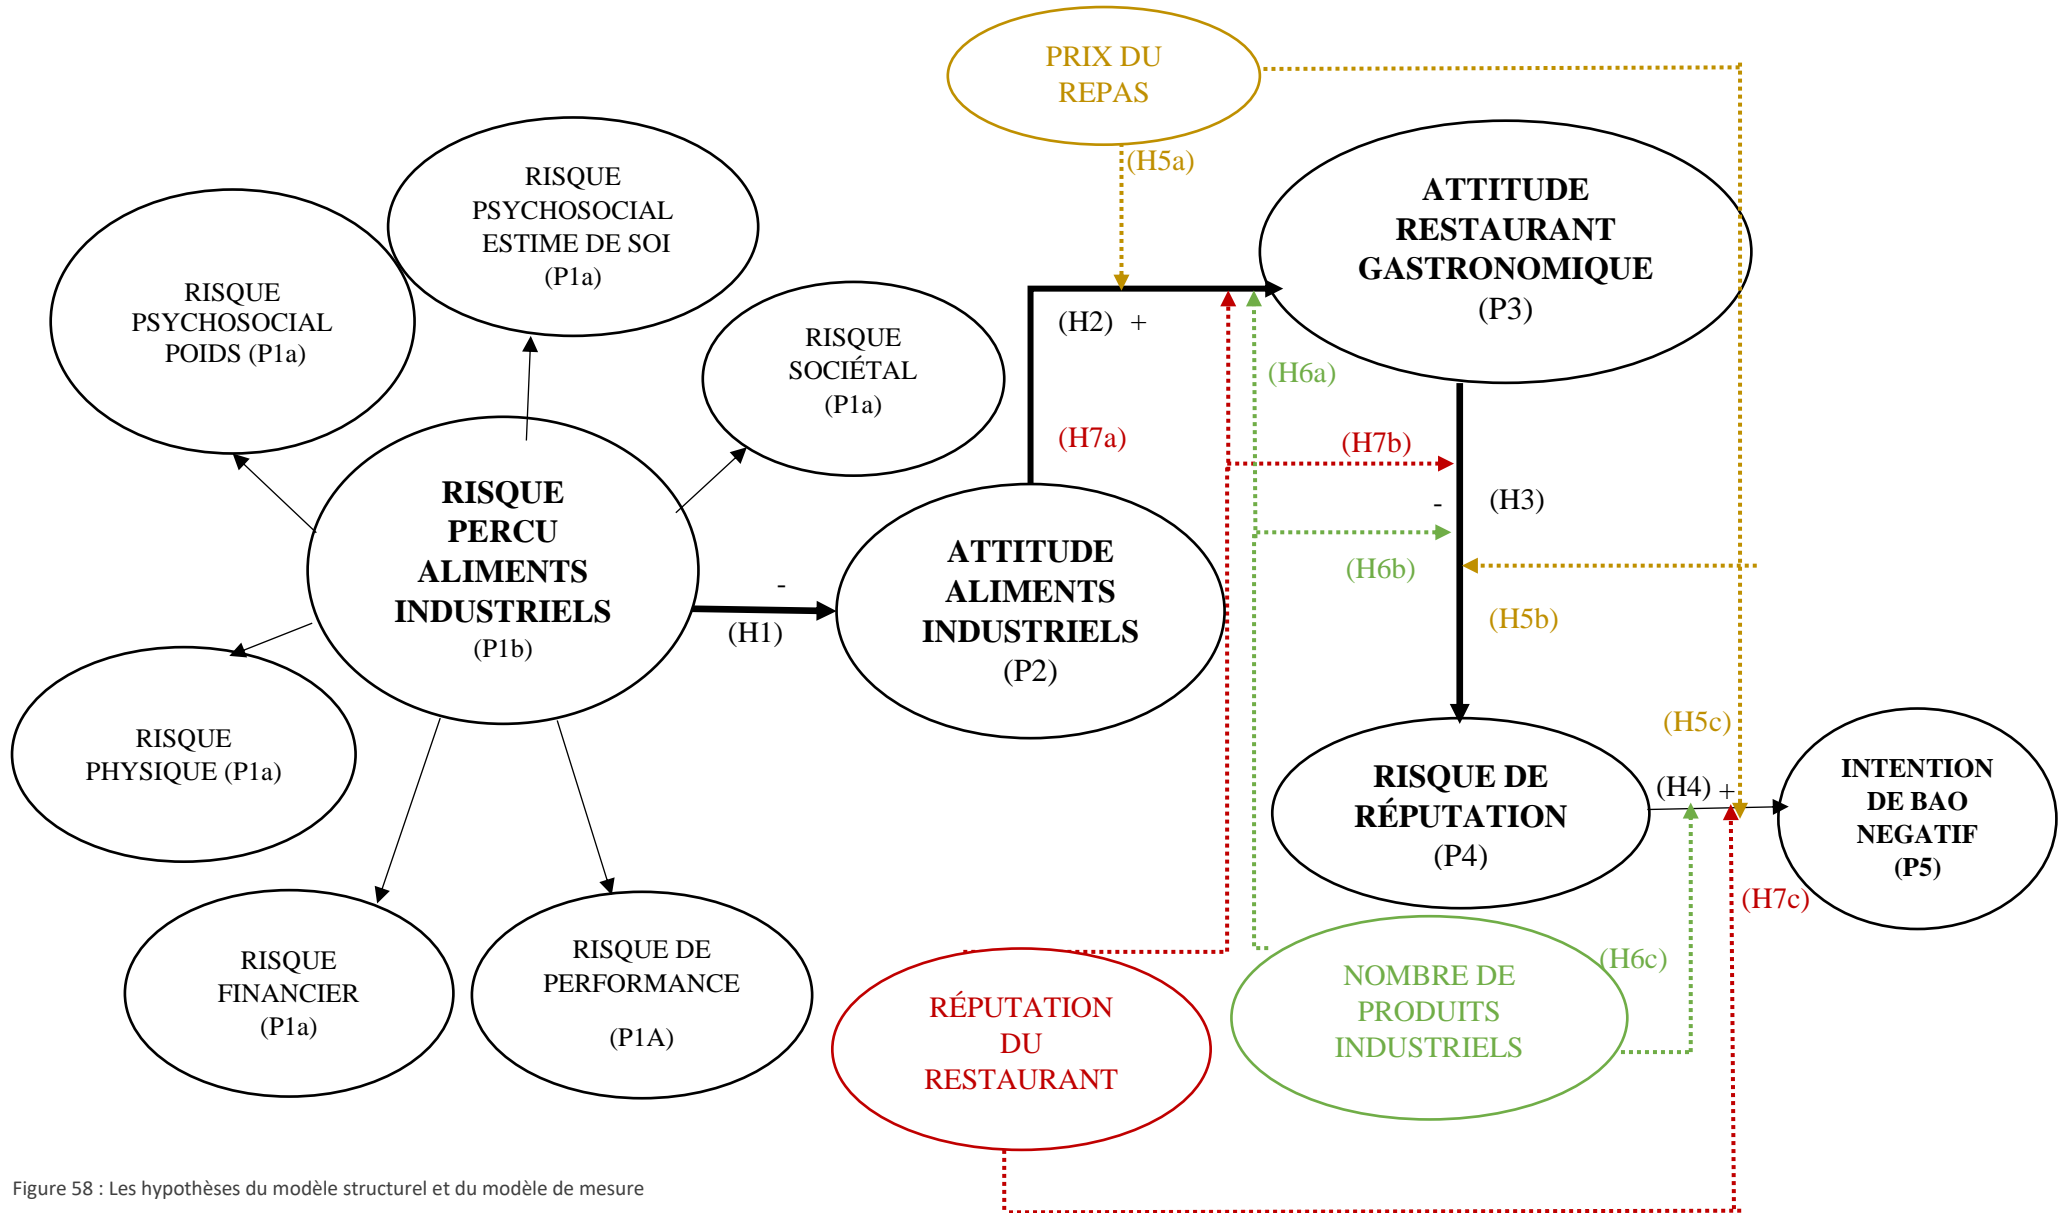 PRIX DU
REPAS
(H5a)
RISQUE
PSYCHOSOCIAL
ESTIME DE SOI
(P1a)
ATTITUDE
RESTAURANT
GASTRONOMIQUE
(P3)
RISQUE
PSYCHOSOCIAL
POIDS (P1a)
RISQUE
SOCIÉTAL
(P1a)
(H2) +
(H6a)
(H7a)
(H7b)
RISQUE
PERCU
ALIMENTS
INDUSTRIELS
(P1b)
-
(H3)
ATTITUDE
ALIMENTS
INDUSTRIELS
(P2)
-
(H1)
(H6b)
(H5b)
RISQUE
PHYSIQUE (P1a)
(H5c)
RISQUE DE
RÉPUTATION
(P4)
(H4) +
INTENTION
DE BAO
NEGATIF
(P5)
(H7c)
RISQUE
FINANCIER
(P1a)
RISQUE DE
PERFORMANCE
(P1A)
RÉPUTATION
DU
RESTAURANT
NOMBRE DE
PRODUITS
INDUSTRIELS
(H6c)
Figure 58 : Les hypothèses du modèle structurel et du modèle de mesure